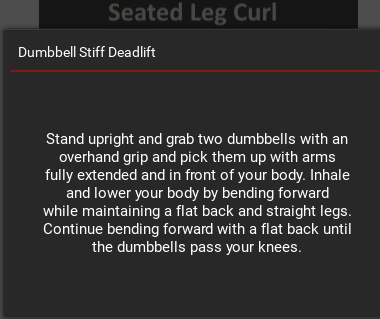 Seated Leg Curl
Dumbbell Stiff Deadlift
Stand upright and grab two dumbbells with an
overhand grip and pick them up with arms
fully extended and in front of your body. Inhale
and lower your body by bending forward
while maintaining a flat back and straight legs.
Continue bending forward with a flat back until
the dumbbells pass your knees.